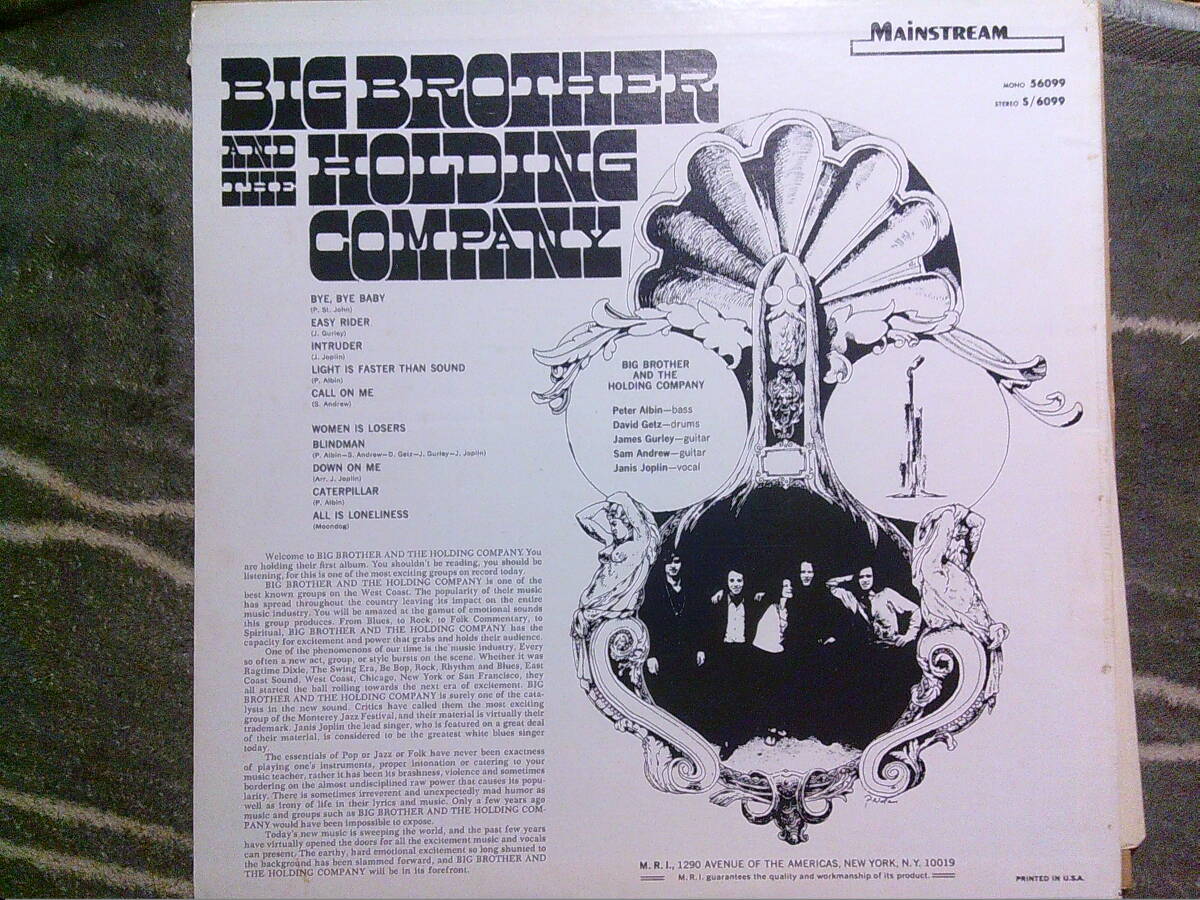 MAINSTREAM
MONO 56099
STEREO S/6099
BIG BROTHER
AND THE HOLDING
COMPANY
BYE, BYE BABY
(P. St. John)
EASY RIDER
(J. Gurley)
INTRUDER
(J. Joplin)
LIGHT IS FASTER THAN SOUND
(P. Albin)
CALL ON ME
(S. Andrew)
WOMEN IS LOSERS
BLINDMAN
(P. Albin—S. Andrew—D. Getz—J. Gurley—J. Joplin)
DOWN ON ME
(Arr. J. Joplin)
CATERPILLAR
(P. Albin)
ALL IS LONELINESS
(Moondog)
BIG BROTHER
AND THE
HOLDING COMPANY
Peter Albin—bass
David Getz—drums
James Gurley—guitar
Sam Andrew—guitar
Janis Joplin—vocal
Welcome to BIG BROTHER AND THE HOLDING COMPANY. You
are holding their first album. You shouldn't be reading, you should be
listening, for this is one of the most exciting groups on record today.
BIG BROTHER AND THE HOLDING COMPANY is one of the
best known groups on the West Coast. The popularity of their music
has spread throughout the country leaving its impact on the entire
music industry. You will be amazed at the gamut of emotional sounds
this group produces. From Blues, to Rock, to Folk Commentary, to
Spiritual, BIG BROTHER AND THE HOLDING COMPANY has the
capacity for excitement and power that grabs and holds their audience.
One of the phenomenons of our time is the music industry. Every
so often a new act, group, or style bursts on the scene. Whether it was
Ragtime Dixie, The Swing Era, Be Bop, Rock, Rhythm and Blues, East
Coast Sound, West Coast, Chicago, New York or San Francisco, they
all started the ball rolling towards the next era of excitement. BIG
BROTHER AND THE HOLDING COMPANY is surely one of the cata-
lysts in the new sound. Critics have called them the most exciting
group of the Monterey Jazz Festival, and their material is virtually their
trademark. Janis Joplin the lead singer, who is featured on a great deal
of their material, is considered to be the greatest white blues singer
today.
The essentials of Pop or Jazz or Folk have never been exactness
of playing one's instruments, proper intonation or catering to your
music teacher, rather it has been its brashness, violence and sometimes
bordering on the almost undisciplined raw power that causes its popu-
larity. There is sometimes irreverent and unexpectedly mad humor as
well as irony of life in their lyrics and music. Only a few years ago
music and groups such as BIG BROTHER AND THE HOLDING COM-
PANY would have been impossible to expose.
Today's new music is sweeping the world, and the past few years
have virtually opened the doors for all the excitement music and vocals
can present. The earthy, hard emotional excitement so long shunted to
the background has been slammed forward, and BIG BROTHER AND
THE HOLDING COMPANY will be in its forefront.
M. R. I., 1290 AVENUE OF THE AMERICAS, NEW YORK, N.Y. 10019
M. R. I. guarantees the quality and workmanship of its product.
PRINTED IN U.S.A.